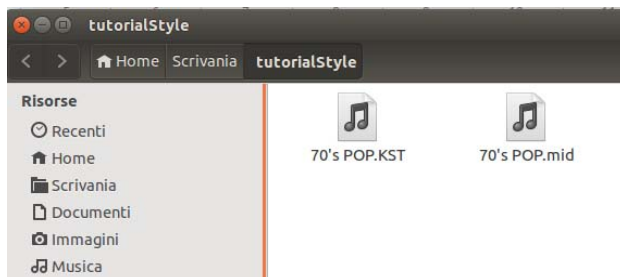 tutorialStyle
Home Scrivania tutorialStyle
Risorse
Recenti
Home
Scrivania
Documenti
Immagini
Musica
70's POP.KST
70's POP.mid